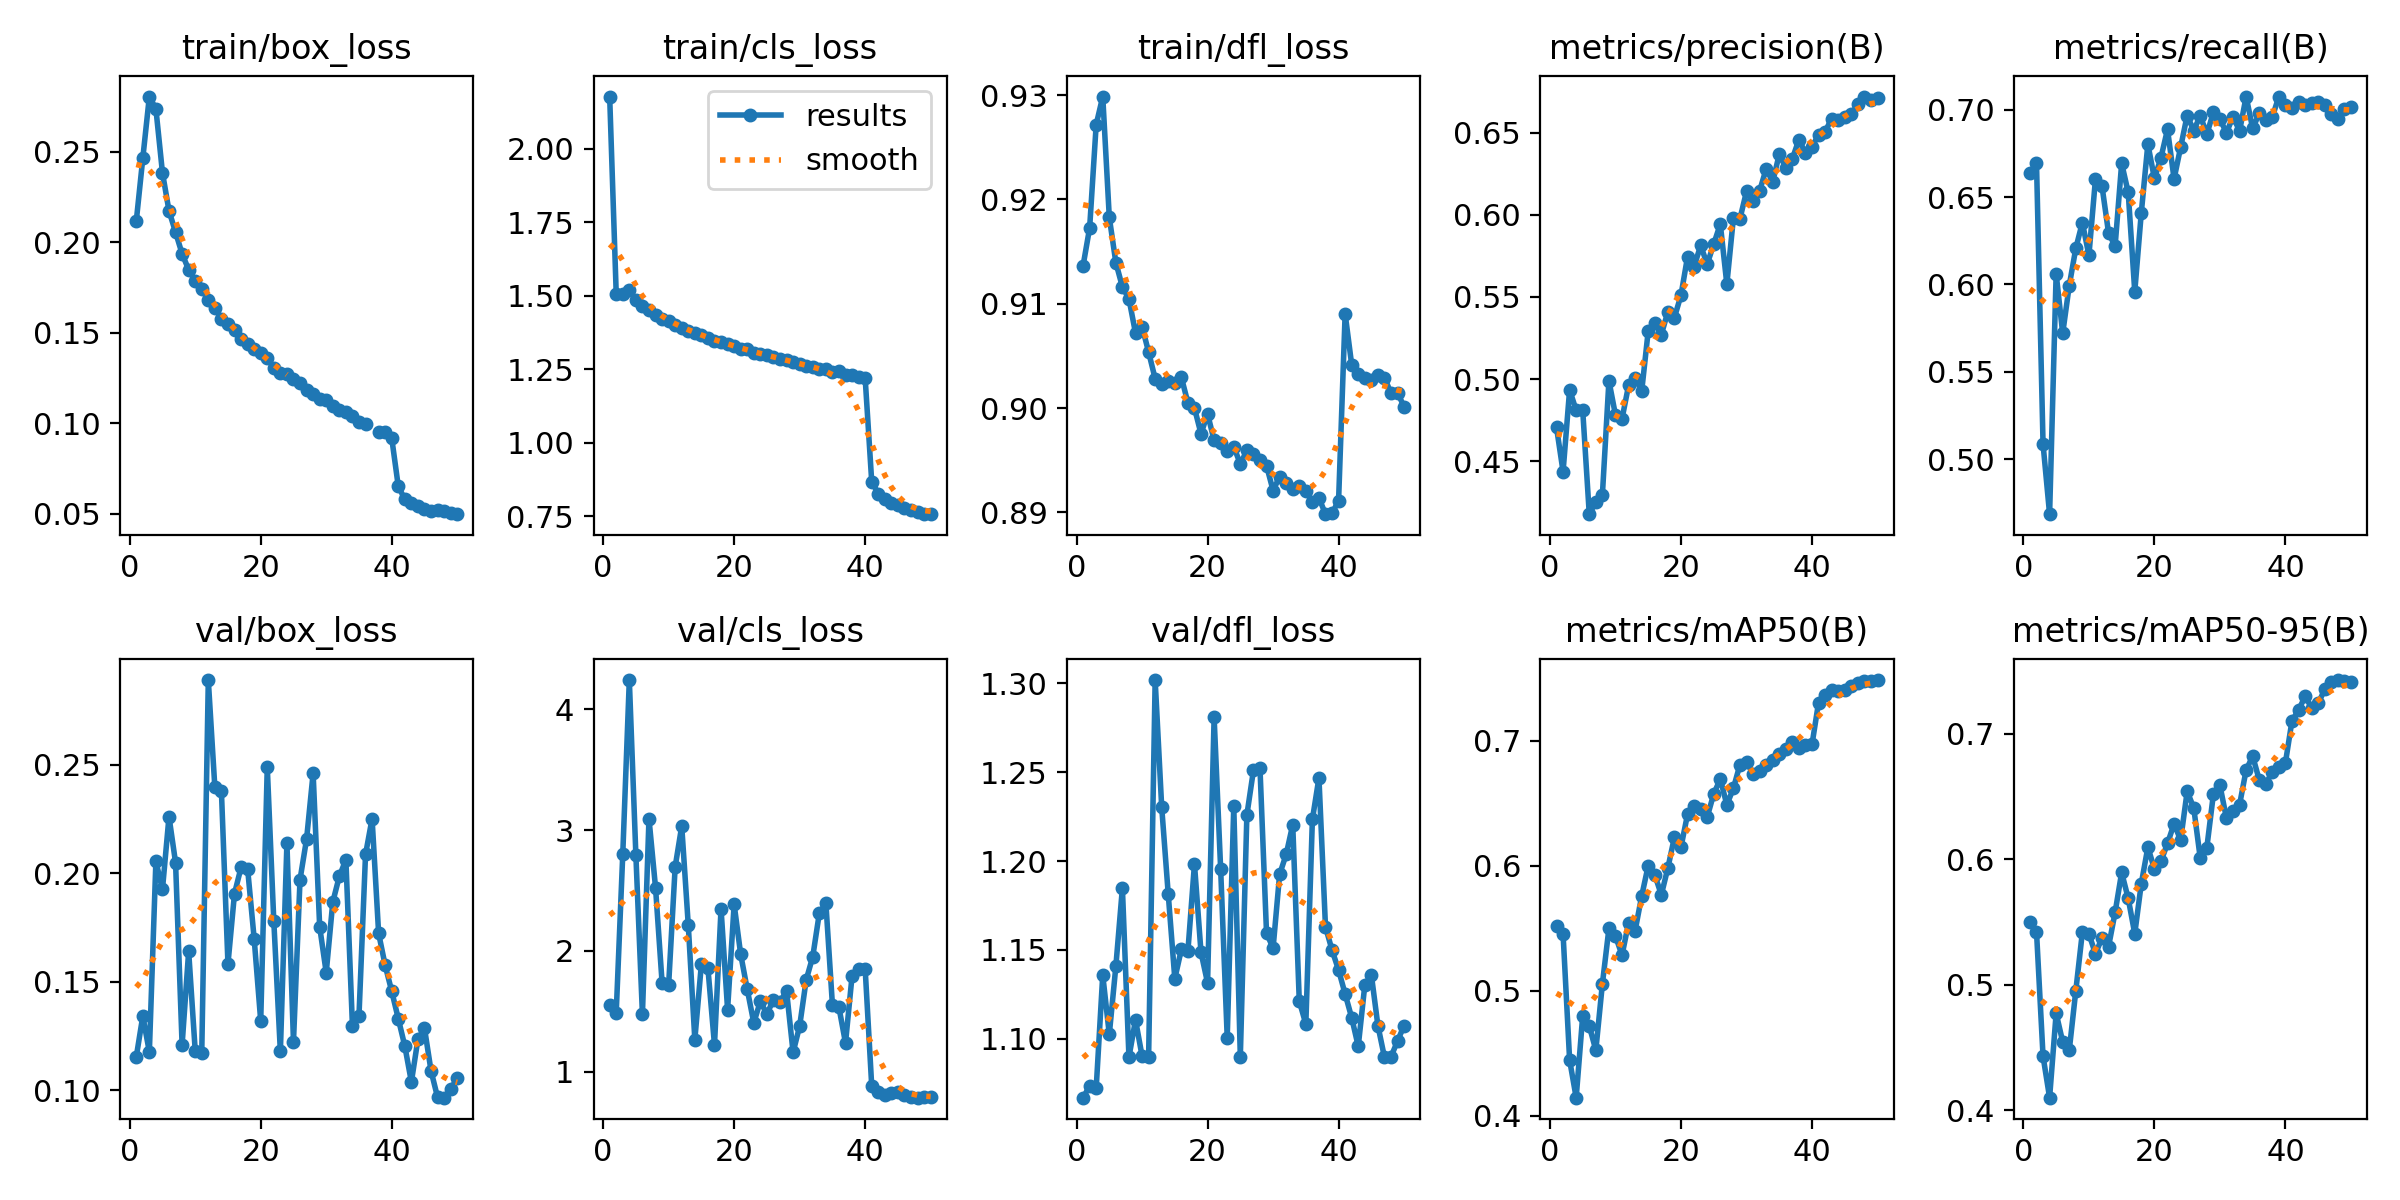 train/box_loss
0.25
0.20
0.15
0.10
0.05
0 20 40
train/cls_loss
results
smooth
2.00
1.75
1.50
1.25
1.00
0.75
0 20 40
train/dfl_loss
0.93
0.92
0.91
0.90
0.89
0 20 40
metrics/precision(B)
0.65
0.60
0.55
0.50
0.45
0 20 40
metrics/recall(B)
0.70
0.65
0.60
0.55
0.50
0 20 40
val/box_loss
0.25
0.20
0.15
0.10
0 20 40
val/cls_loss
4
3
2
1
0 20 40
val/dfl_loss
1.30
1.25
1.20
1.15
1.10
0 20 40
metrics/mAP50(B)
0.7
0.6
0.5
0.4
0 20 40
metrics/mAP50-95(B)
0.7
0.6
0.5
0.4
0 20 40